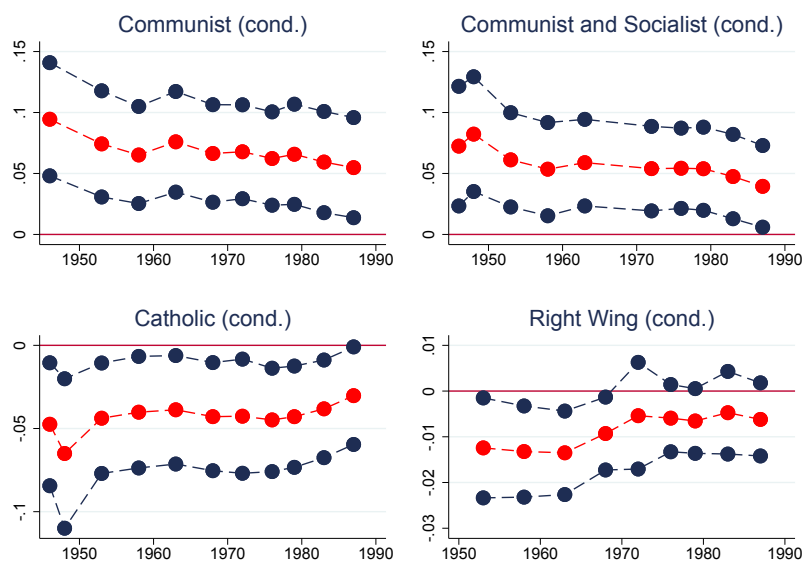 Communist (cond.)
.15
.1
.05
0
1950 1960 1970 1980 1990
Communist and Socialist (cond.)
.15
.1
.05
0
1950 1960 1970 1980 1990
Catholic (cond.)
0
-.05
-.1
1950 1960 1970 1980 1990
Right Wing (cond.)
.01
0
-.01
-.02
-.03
1950 1960 1970 1980 1990